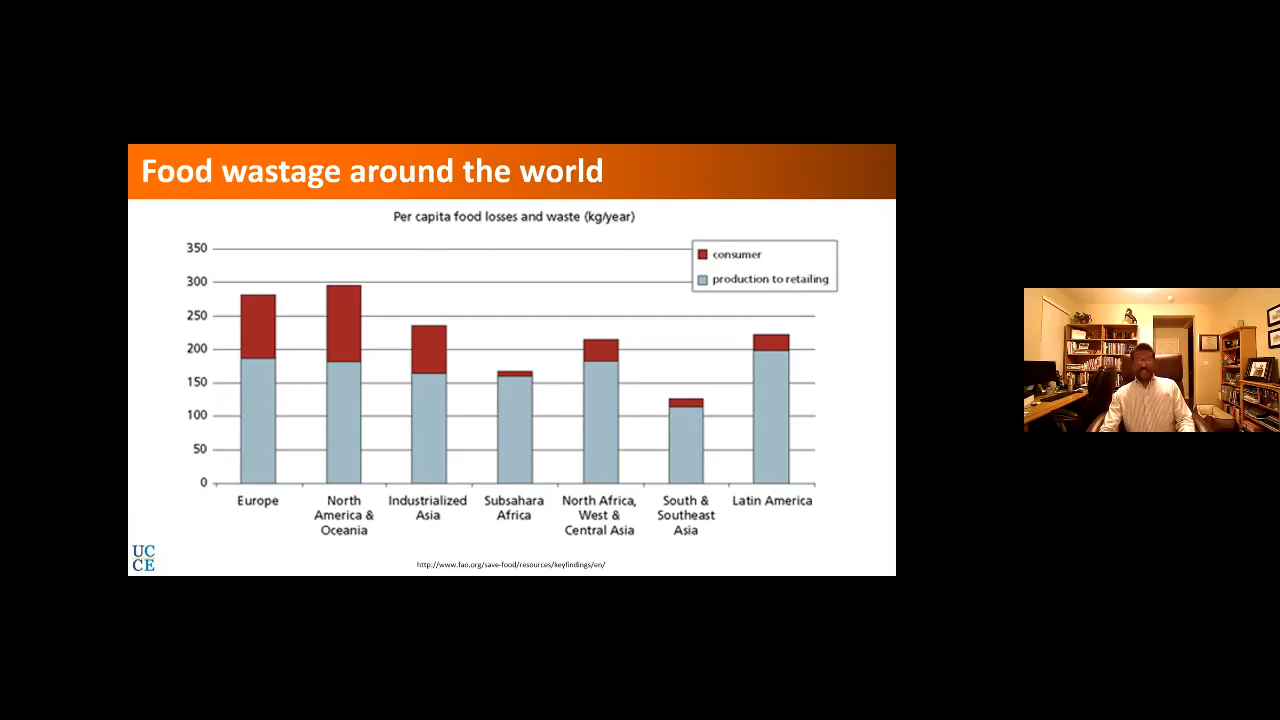 Food wastage around the world
Per capita food losses and waste (kg/year)
consumer
production to retailing
350
300
250
200
150
100
50
0
Europe
North
America &
Oceania
Industrialized
Asia
Subsahara
Africa
North Africa,
West &
Central Asia
South &
Southeast
Asia
Latin America
UC
CE
http://www.fao.org/save-food/resources/keyfindings/en/